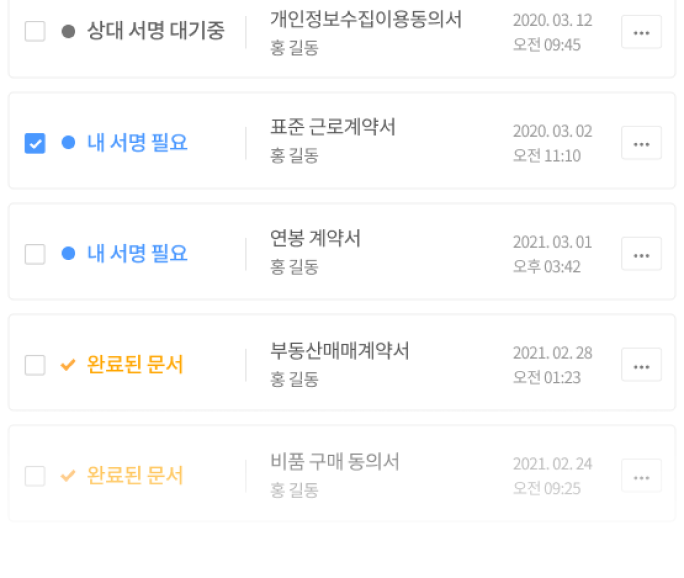 상대 서명 대기중
개인정보수집이용동의서
홍 길동
2020. 03. 12
오전 09:45
내 서명 필요
표준 근로계약서
홍 길동
2020. 03. 02
오전 11:10
내 서명 필요
연봉 계약서
홍 길동
2021. 03. 01
오후 03:42
완료된 문서
부동산매매계약서
홍 길동
2021. 02. 28
오전 01:23
완료된 문서
비품 구매 동의서
홍 길동
2021. 02. 24
오전 09:25